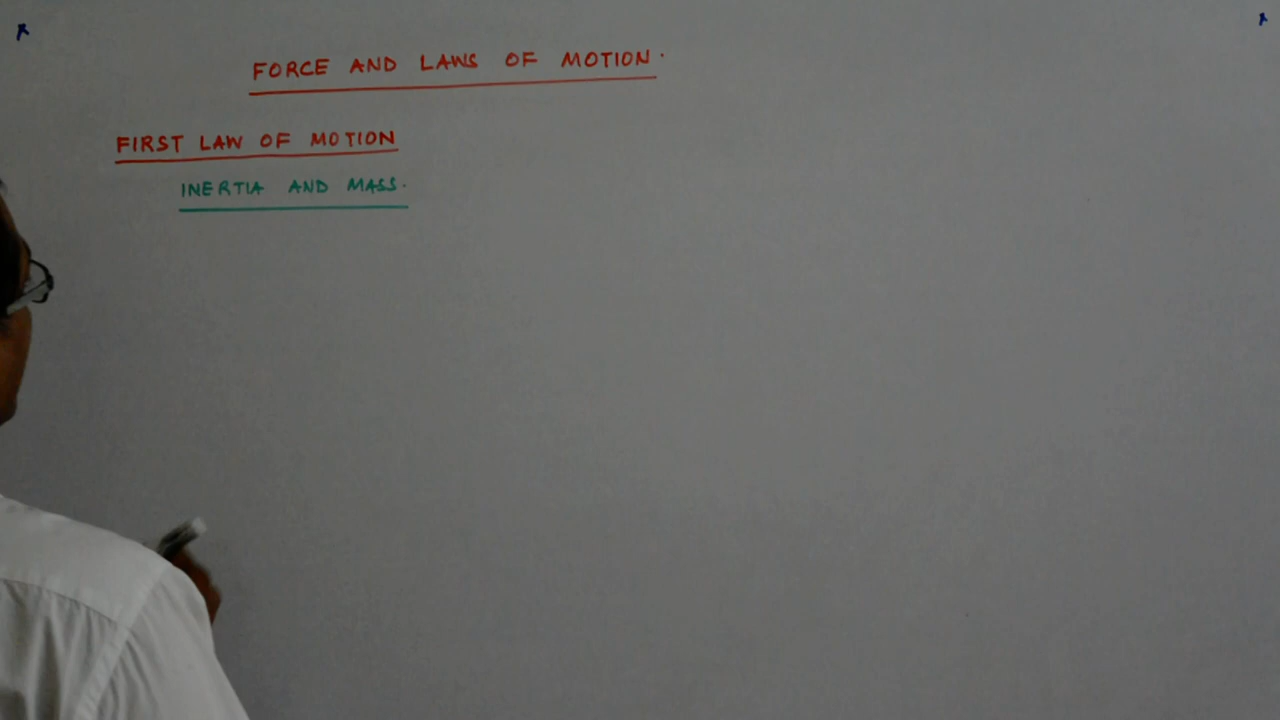 FORCE AND LAWS OF MOTION.
FIRST LAW OF MOTION
INERTIA AND MASS.